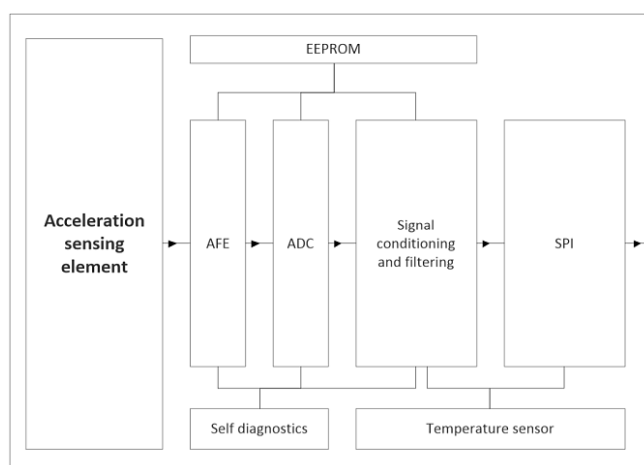 EEPROM
Acceleration
sensing
element
AFE
ADC
Signal
conditioning
and filtering
SPI
Self diagnostics
Temperature sensor